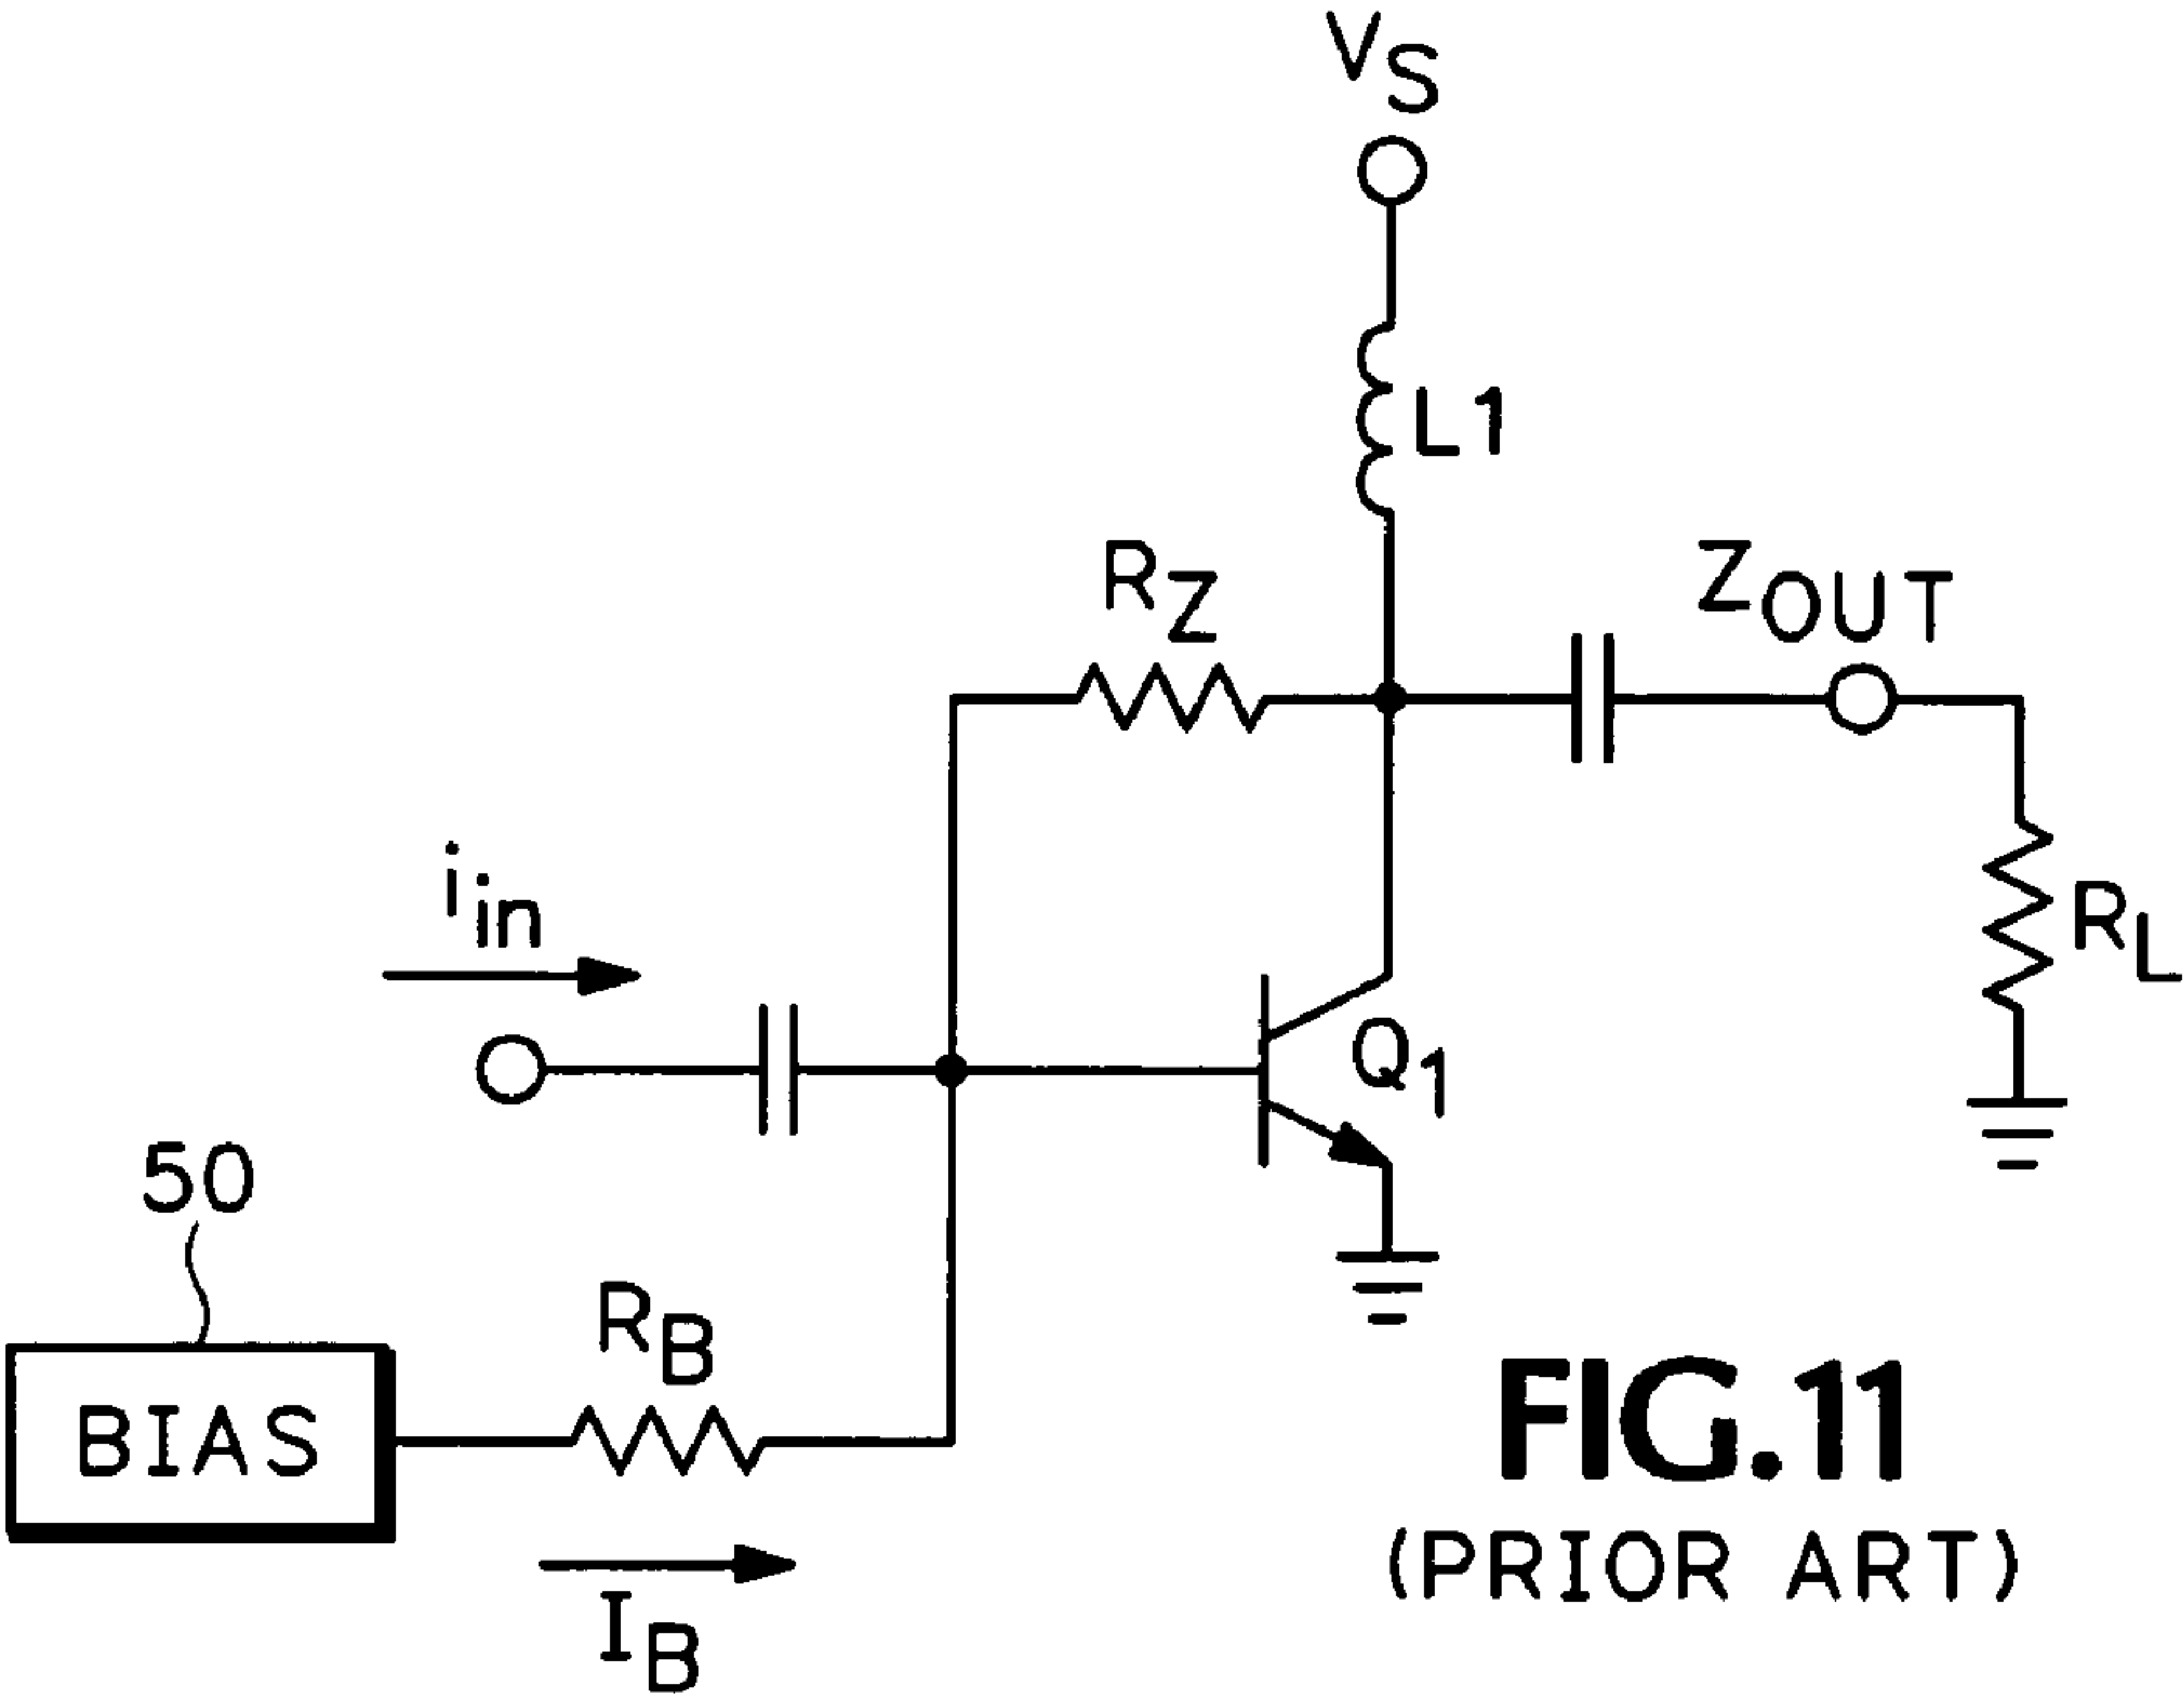 VS
L1
RZ
ZOUT
iin
RL
Q1
50
RB
BIAS
IB
FIG.11
(PRIOR ART)